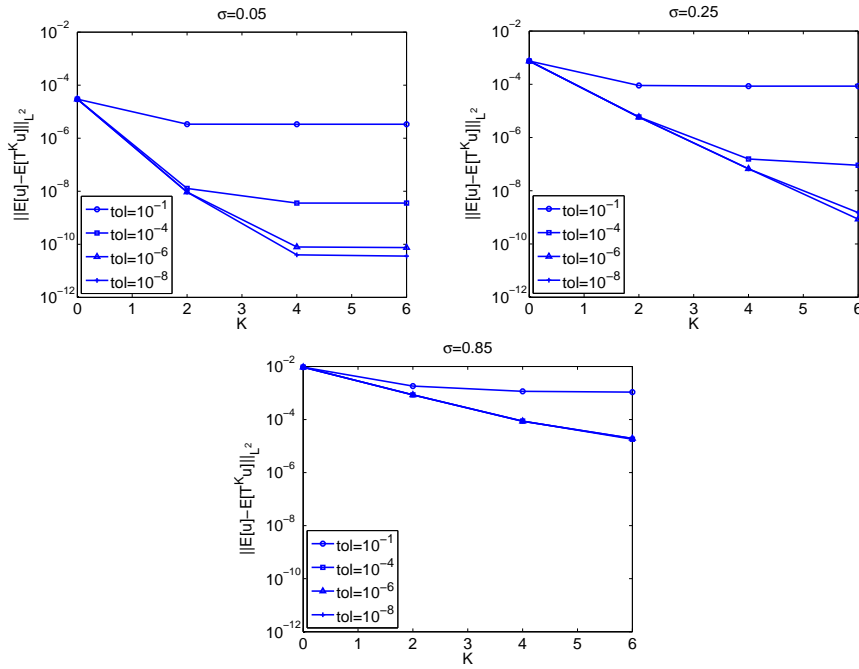 σ=0.05
||E[u]−E[T^K u]||_{L^2}
10^{−2}
10^{−4}
10^{−6}
10^{−8}
10^{−10}
10^{−12}
tol=10^{−1}
tol=10^{−4}
tol=10^{−6}
tol=10^{−8}
0 1 2 3 4 5 6
K
σ=0.25
||E[u]−E[T^K u]||_{L^2}
10^{−2}
10^{−4}
10^{−6}
10^{−8}
10^{−10}
10^{−12}
tol=10^{−1}
tol=10^{−4}
tol=10^{−6}
tol=10^{−8}
0 1 2 3 4 5 6
K
σ=0.85
||E[u]−E[T^K u]||_{L^2}
10^{−2}
10^{−4}
10^{−6}
10^{−8}
10^{−10}
10^{−12}
tol=10^{−1}
tol=10^{−4}
tol=10^{−6}
tol=10^{−8}
0 1 2 3 4 5 6
K